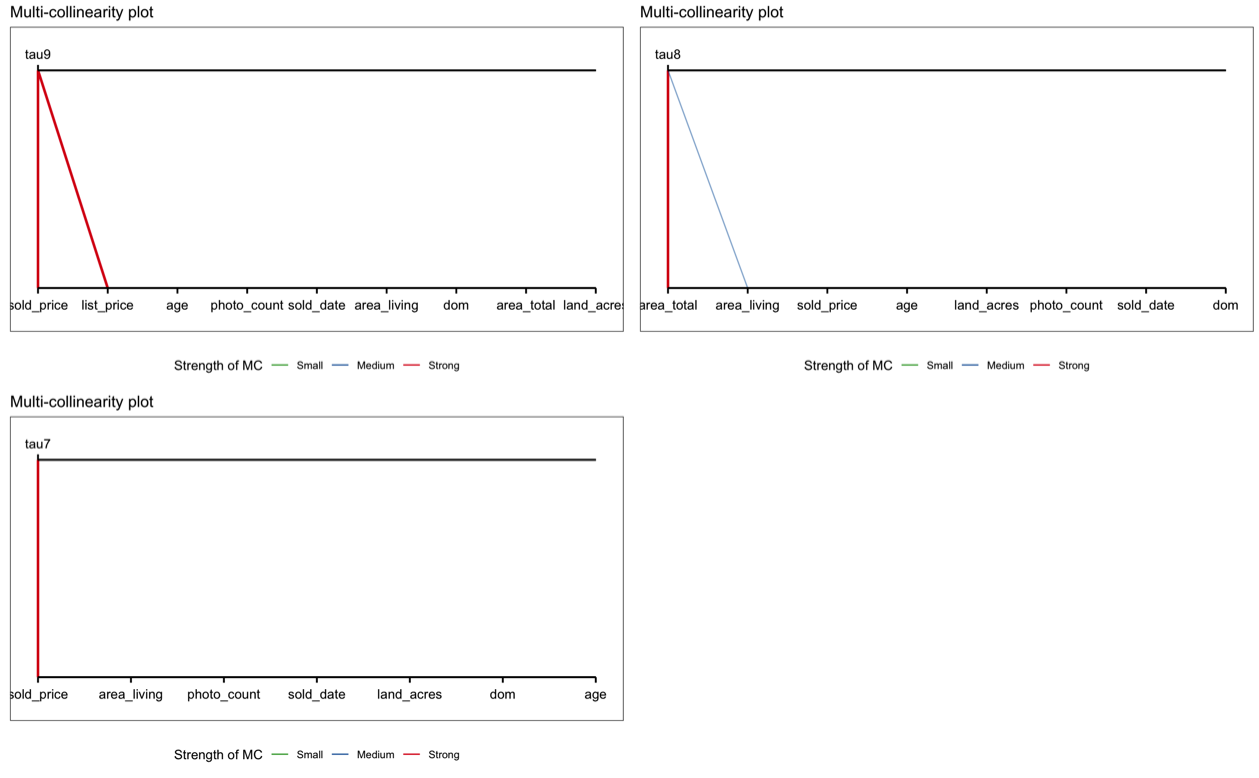 Multi-collinearity plot
tau9
sold_price list_price age photo_count sold_date area_living dom area_total land_acres
Strength of MC Small Medium Strong
Multi-collinearity plot
tau8
area_total area_living sold_price age land_acres photo_count sold_date dom
Strength of MC Small Medium Strong
Multi-collinearity plot
tau7
sold_price area_living photo_count sold_date land_acres dom age
Strength of MC Small Medium Strong